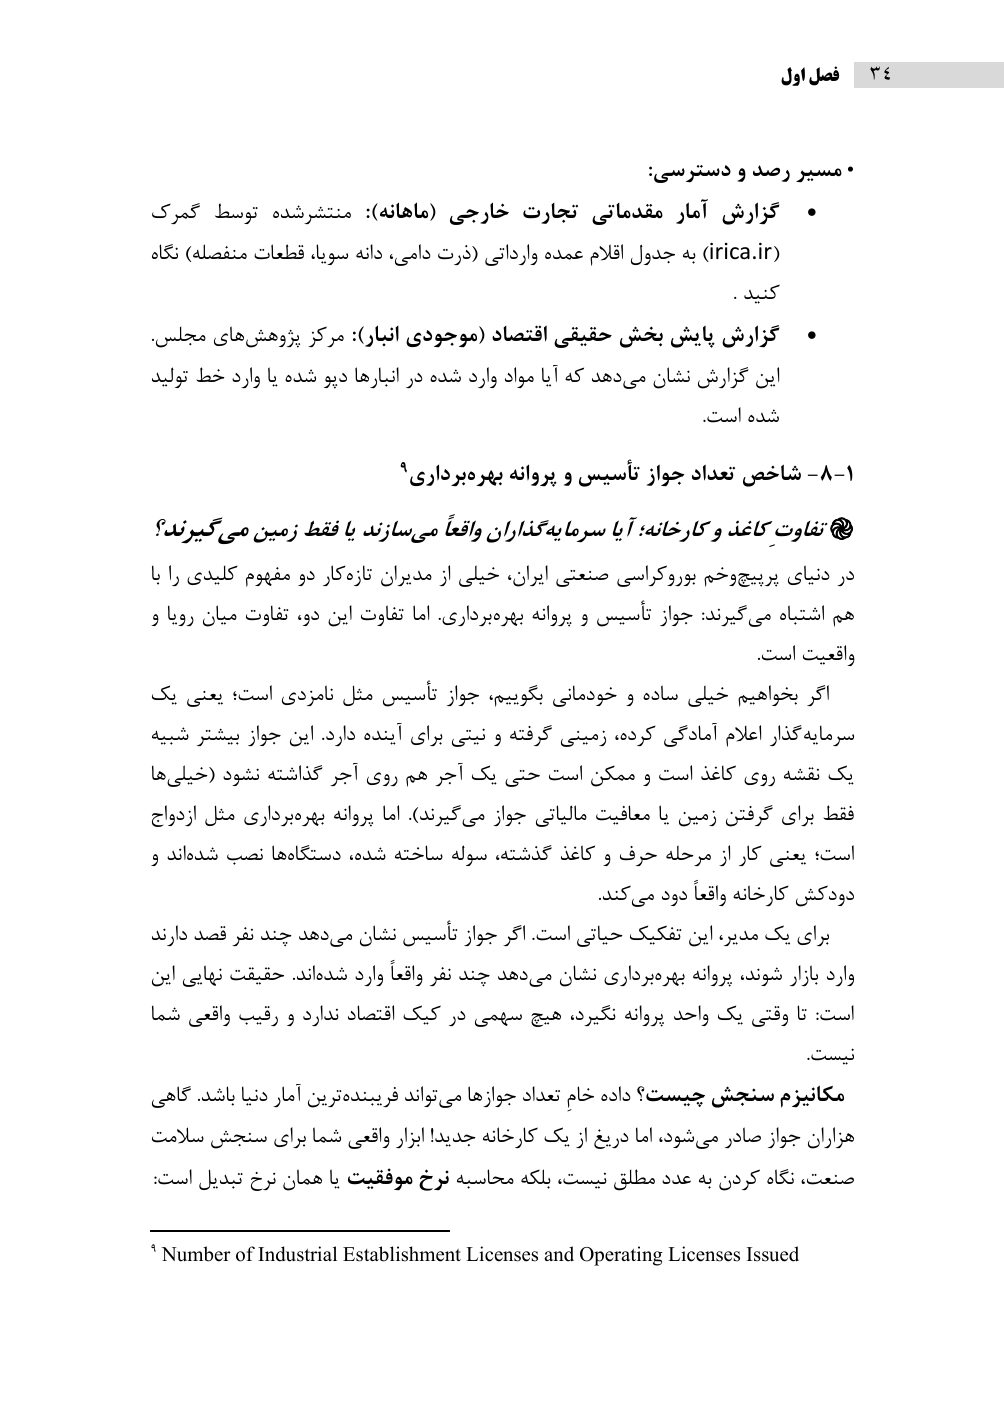 ۳٤ فصل اول
• مسیر رصد و دسترسی:
• گزارش آمار مقدماتی تجارت خارجی (ماهانه): منتشرشده توسط گمرک
(irica.ir) به جدول اقلام عمده وارداتی (ذرت دامی، دانه سویا، قطعات منفصله) نگاه
کنید .
• گزارش پایش بخش حقیقی اقتصاد (موجودی انبار): مرکز پژوهش‌های مجلس.
این گزارش نشان می‌دهد که آیا مواد وارد شده در انبارها دپو شده یا وارد خط تولید
شده است.
۱-۸- شاخص تعداد جواز تأسیس و پروانه بهره‌برداری۹
تفاوتِ کاغذ و کارخانه؛ آیا سرمایه‌گذاران واقعاً می‌سازند یا فقط زمین می‌گیرند؟
در دنیای پرپیچ‌وخم بوروکراسی صنعتی ایران، خیلی از مدیران تازه‌کار دو مفهوم کلیدی را با
هم اشتباه می‌گیرند: جواز تأسیس و پروانه بهره‌برداری. اما تفاوت این دو، تفاوت میان رویا و
واقعیت است.
اگر بخواهیم خیلی ساده و خودمانی بگوییم، جواز تأسیس مثل نامزدی است؛ یعنی یک
سرمایه‌گذار اعلام آمادگی کرده، زمینی گرفته و نیتی برای آینده دارد. این جواز بیشتر شبیه
یک نقشه روی کاغذ است و ممکن است حتی یک آجر هم روی آجر گذاشته نشود (خیلی‌ها
فقط برای گرفتن زمین یا معافیت مالیاتی جواز می‌گیرند). اما پروانه بهره‌برداری مثل ازدواج
است؛ یعنی کار از مرحله حرف و کاغذ گذشته، سوله ساخته شده، دستگاه‌ها نصب شده‌اند و
دودکش کارخانه واقعاً دود می‌کند.
برای یک مدیر، این تفکیک حیاتی است. اگر جواز تأسیس نشان می‌دهد چند نفر قصد دارند
وارد بازار شوند، پروانه بهره‌برداری نشان می‌دهد چند نفر واقعاً وارد شده‌اند. حقیقت نهایی این
است: تا وقتی یک واحد پروانه نگیرد، هیچ سهمی در کیک اقتصاد ندارد و رقیب واقعی شما
نیست.
مکانیزم سنجش چیست؟ داده خامِ تعداد جوازها می‌تواند فریبنده‌ترین آمار دنیا باشد. گاهی
هزاران جواز صادر می‌شود، اما دریغ از یک کارخانه جدید! ابزار واقعی شما برای سنجش سلامت
صنعت، نگاه کردن به عدد مطلق نیست، بلکه محاسبه نرخ موفقیت یا همان نرخ تبدیل است:
۹ Number of Industrial Establishment Licenses and Operating Licenses Issued